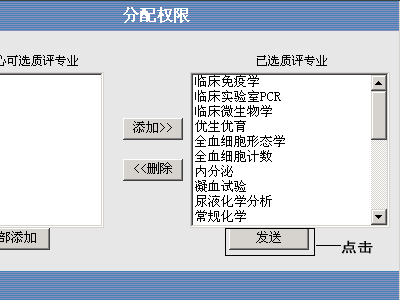 分配权限
心可选质评专业
已选质评专业
临床免疫学
临床实验室PCR
临床微生物学
优生优育
全血细胞形态学
全血细胞计数
内分泌
凝血试验
尿液化学分析
常规化学
添加>>
<<删除
部添加
发送
点击